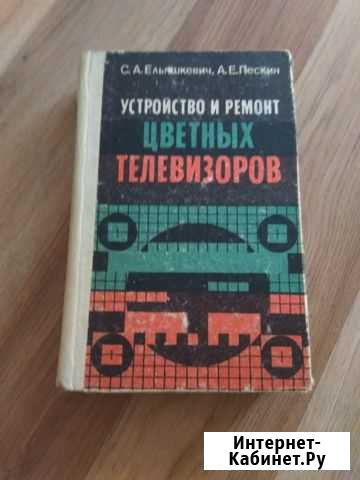 С.А.Ельяшкевич, А.Е.Пескин
УСТРОЙСТВО И РЕМОНТ
ЦВЕТНЫХ
ТЕЛЕВИЗОРОВ
Интернет-
Кабинет.Ру